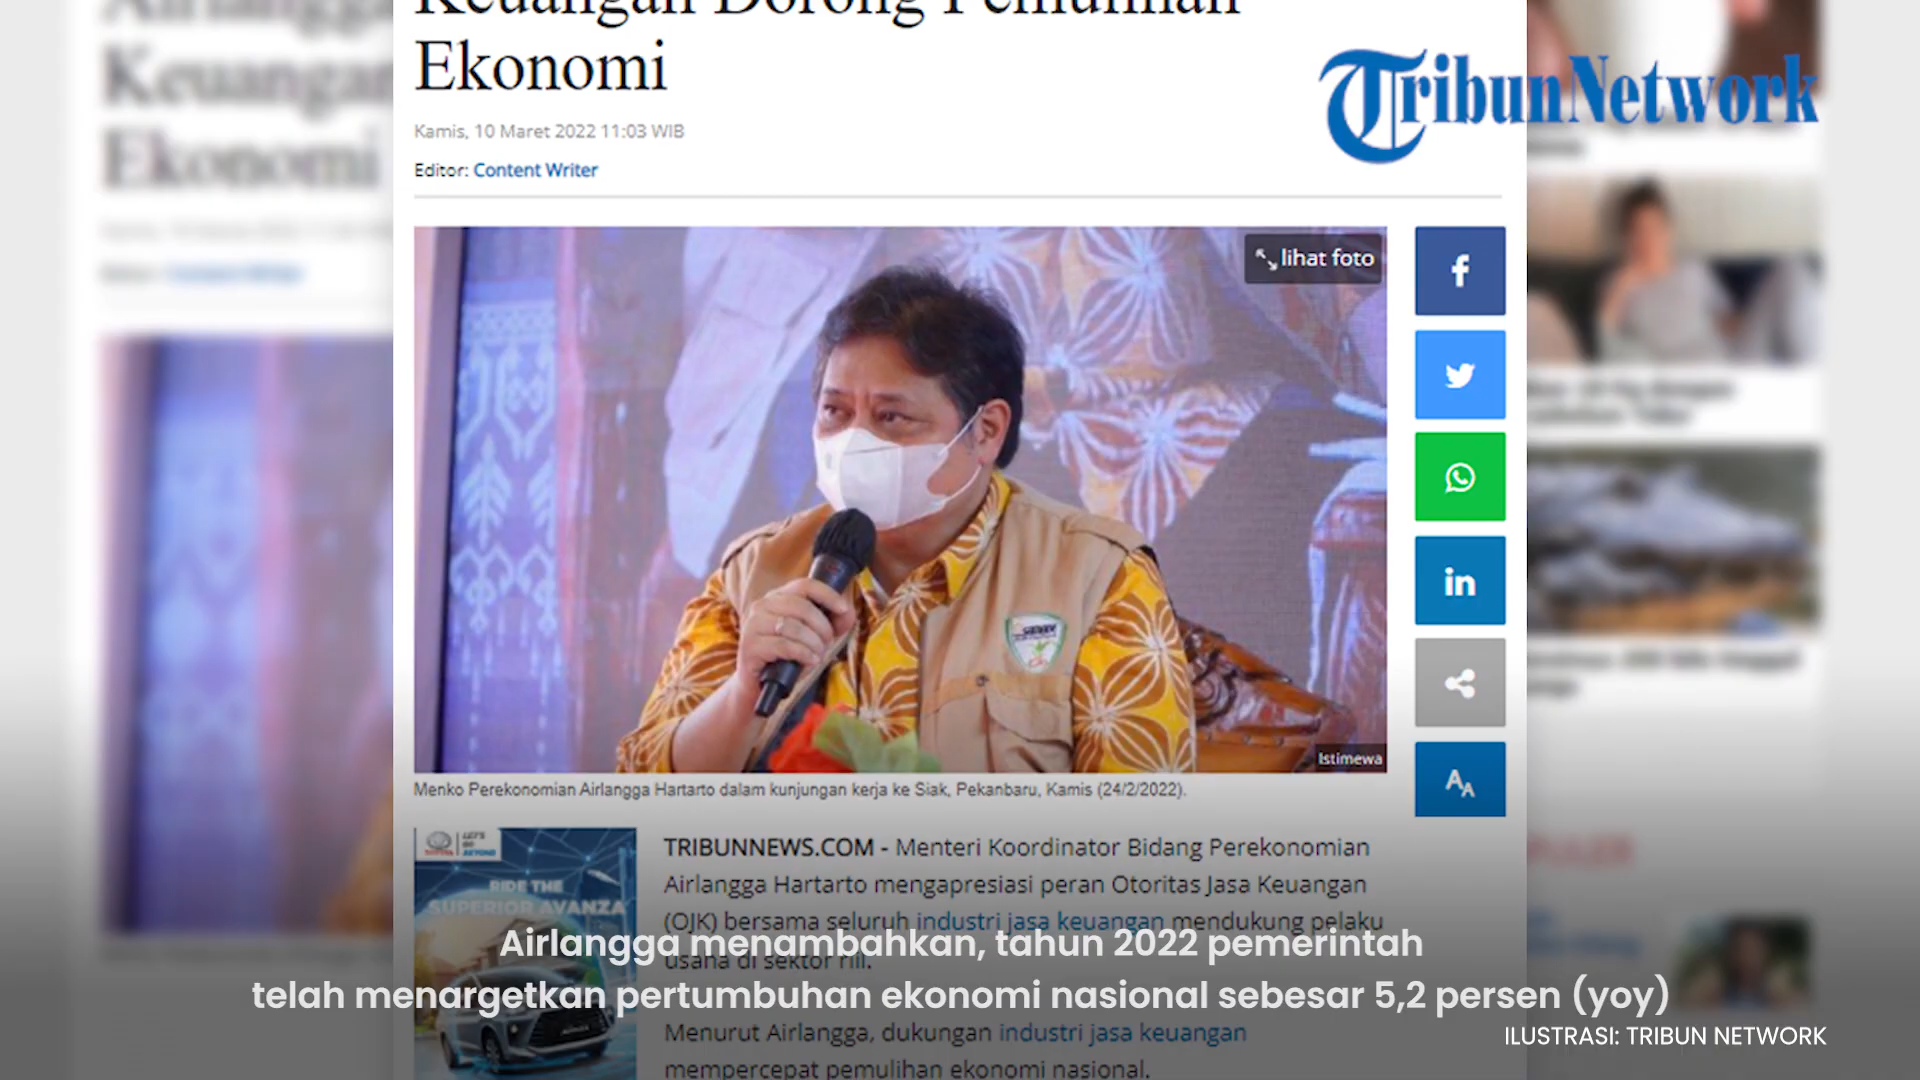 Keuangan Dorong Pemulihan
Ekonomi
TribunNetwork
Kamis, 10 Maret 2022 11:03 WIB
Editor: Content Writer
lihat foto
Istimewa
Menko Perekonomian Airlangga Hartarto dalam kunjungan kerja ke Siak, Pekanbaru, Kamis (24/2/2022).
LET'S
GO
BEYOND
RIDE THE
SUPERIOR AVANZA
TRIBUNNEWS.COM - Menteri Koordinator Bidang Perekonomian
Airlangga Hartarto mengapresiasi peran Otoritas Jasa Keuangan
(OJK) bersama seluruh industri jasa keuangan mendukung pelaku
usaha di sektor riil.
Menurut Airlangga, dukungan industri jasa keuangan
mempercepat pemulihan ekonomi nasional.
Airlangga menambahkan, tahun 2022 pemerintah
telah menargetkan pertumbuhan ekonomi nasional sebesar 5,2 persen (yoy)
ILUSTRASI: TRIBUN NETWORK